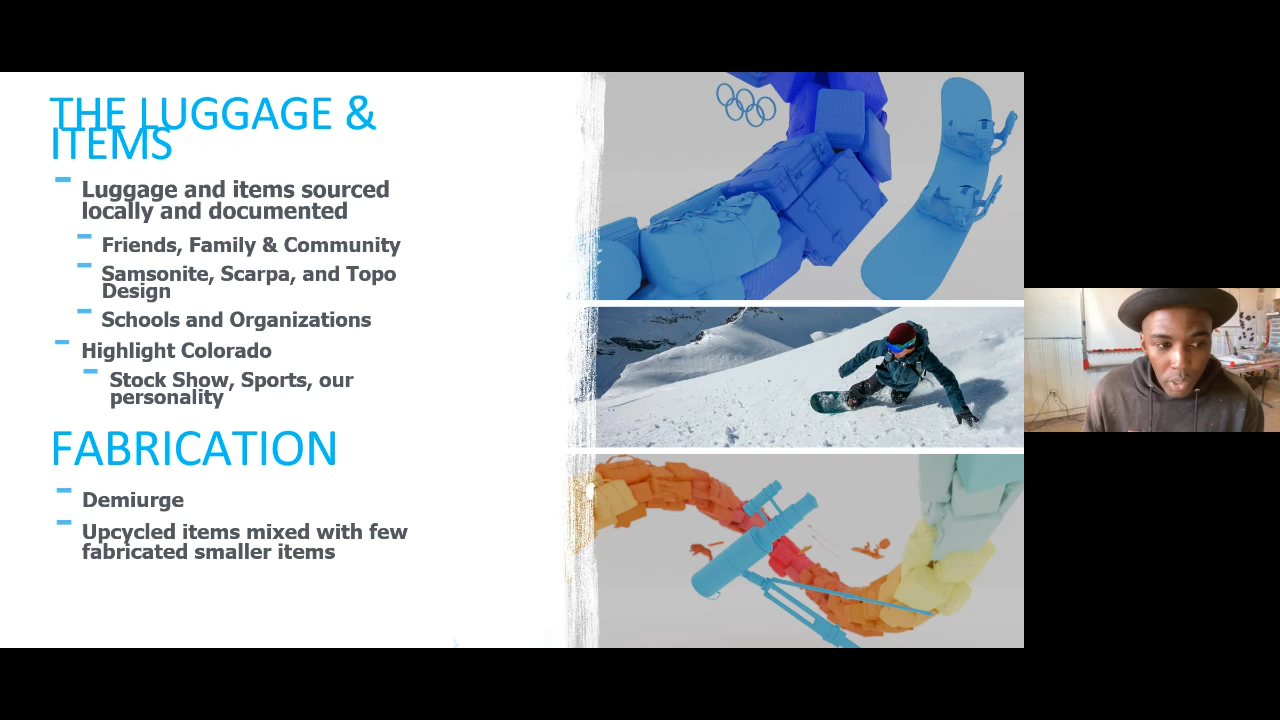 THE LUGGAGE &
ITEMS
Luggage and items sourced
locally and documented
Friends, Family & Community
Samsonite, Scarpa, and Topo
Design
Schools and Organizations
Highlight Colorado
Stock Show, Sports, our
personality
FABRICATION
Demiurge
Upcycled items mixed with few
fabricated smaller items